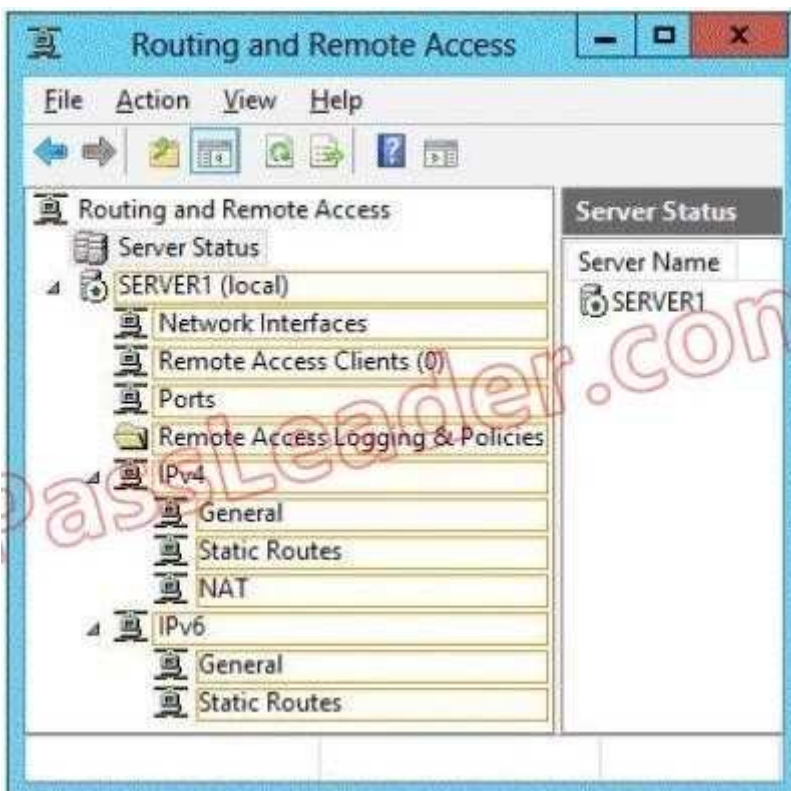 Routing and Remote Access
File Action View Help
Routing and Remote Access
Server Status
SERVER1 (local)
Network Interfaces
Remote Access Clients (0)
Ports
Remote Access Logging & Policies
IPv4
General
Static Routes
NAT
IPv6
General
Static Routes
Server Status
Server Name
SERVER1
PassLeader.com